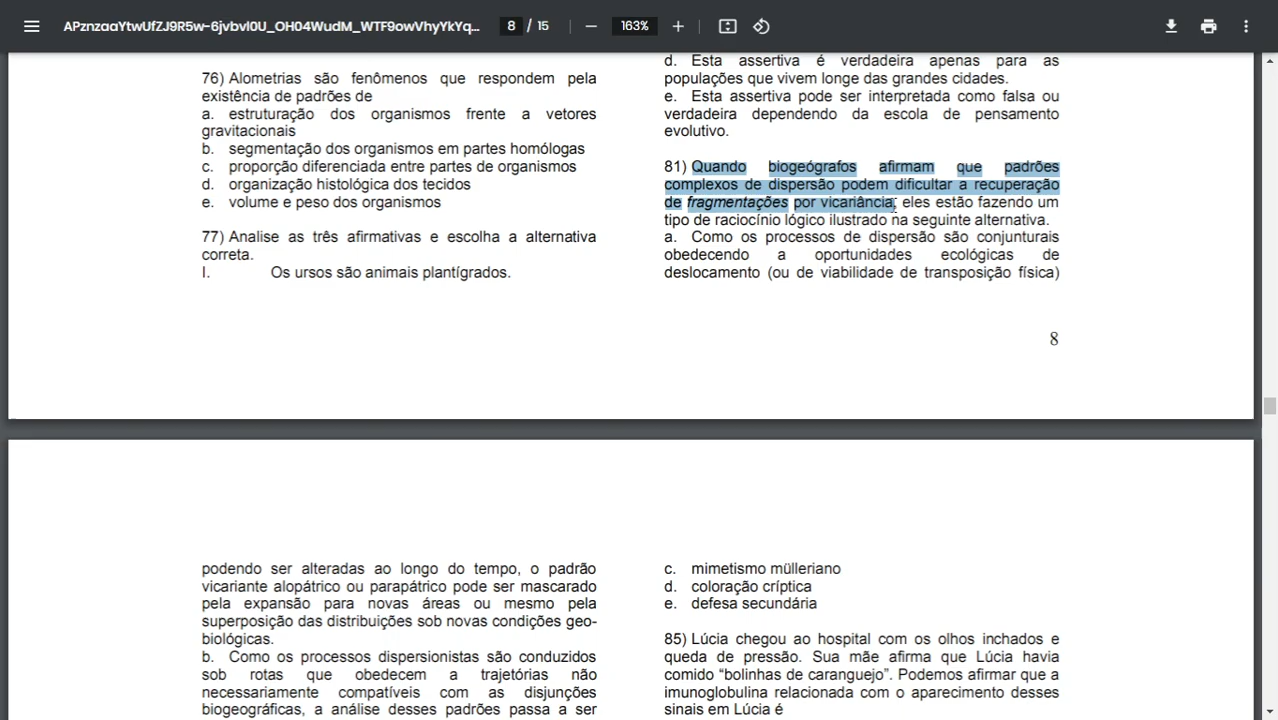 APznzaaYtwUfZJ9R5w-6jvbvl0U_OH04WudM_WTF9owVhyYkYq... 8 / 15 163%
76) Alometrias são fenômenos que respondem pela
existência de padrões de
a. estruturação dos organismos frente a vetores
gravitacionais
b. segmentação dos organismos em partes homólogas
c. proporção diferenciada entre partes de organismos
d. organização histológica dos tecidos
e. volume e peso dos organismos
77) Analise as três afirmativas e escolha a alternativa
correta.
I. Os ursos são animais plantígrados.
d. Esta assertiva é verdadeira apenas para as
populações que vivem longe das grandes cidades.
e. Esta assertiva pode ser interpretada como falsa ou
verdadeira dependendo da escola de pensamento
evolutivo.
81) Quando biogeógrafos afirmam que padrões
complexos de dispersão podem dificultar a recuperação
de fragmentações por vicariância, eles estão fazendo um
tipo de raciocínio lógico ilustrado na seguinte alternativa.
a. Como os processos de dispersão são conjunturais
obedecendo a oportunidades ecológicas de
deslocamento (ou de viabilidade de transposição física)
8
podendo ser alteradas ao longo do tempo, o padrão
vicariante alopátrico ou parapátrico pode ser mascarado
pela expansão para novas áreas ou mesmo pela
superposição das distribuições sob novas condições geo-
biológicas.
b. Como os processos dispersionistas são conduzidos
sob rotas que obedecem a trajetórias não
necessariamente compatíveis com as disjunções
biogeográficas, a análise desses padrões passa a ser
c. mimetismo mülleriano
d. coloração críptica
e. defesa secundária
85) Lúcia chegou ao hospital com os olhos inchados e
queda de pressão. Sua mãe afirma que Lúcia havia
comido “bolinhas de caranguejo”. Podemos afirmar que a
imunoglobulina relacionada com o aparecimento desses
sinais em Lúcia é